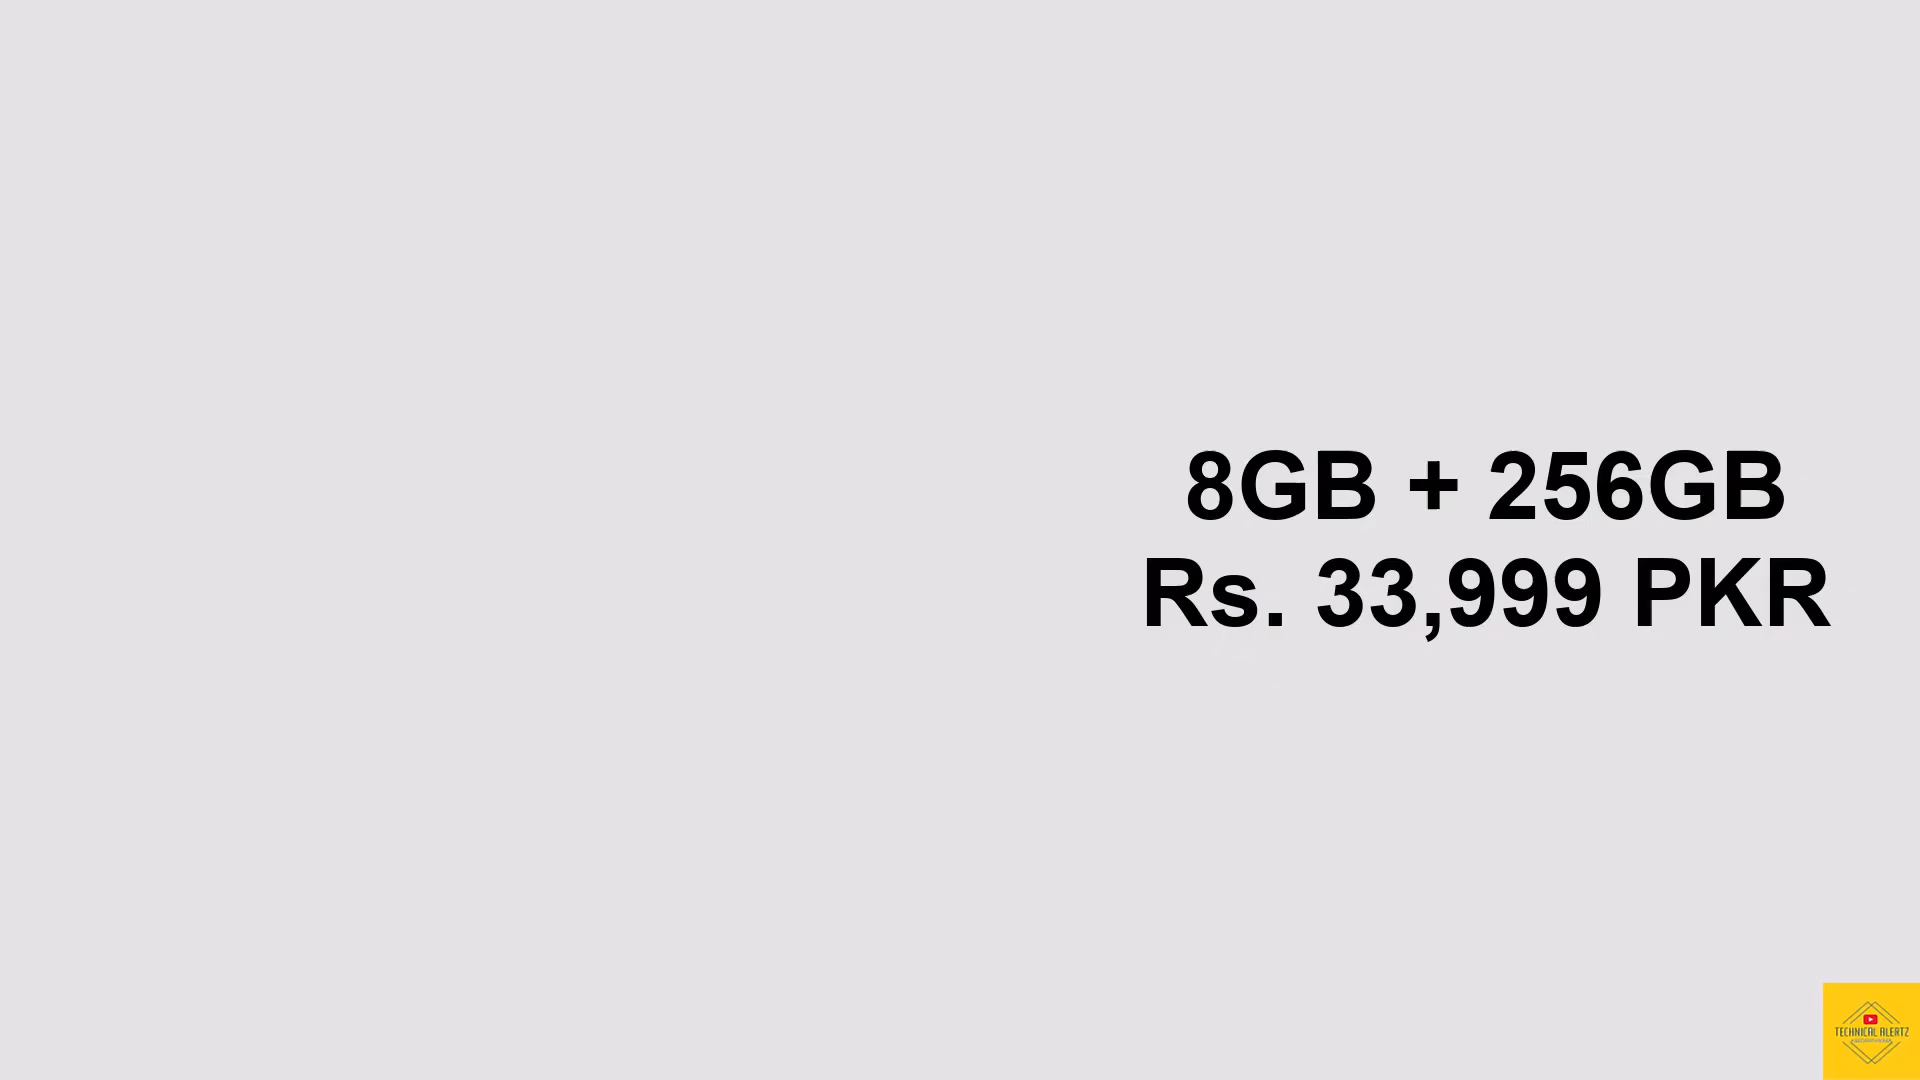 8GB + 256GB
Rs. 33,999 PKR
TECHNICAL ALERTZ